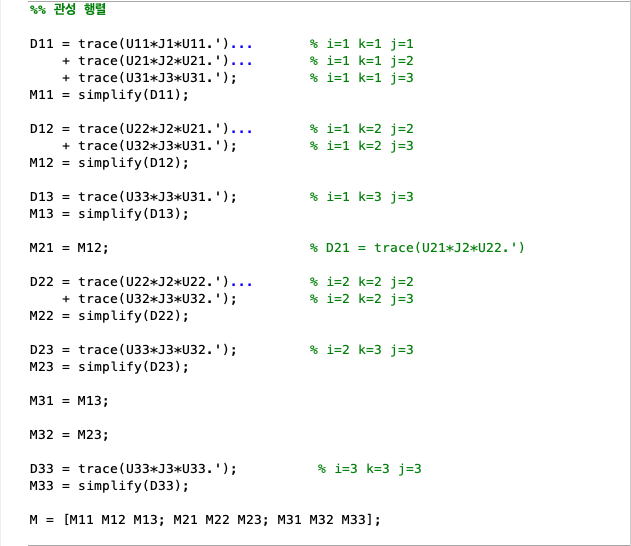 %% 관성 행렬
D11 = trace(U11*J1*U11.')... % i=1 k=1 j=1
+ trace(U21*J2*U21.')... % i=1 k=1 j=2
+ trace(U31*J3*U31.'); % i=1 k=1 j=3
M11 = simplify(D11);
D12 = trace(U22*J2*U21.')... % i=1 k=2 j=2
+ trace(U32*J3*U31.'); % i=1 k=2 j=3
M12 = simplify(D12);
D13 = trace(U33*J3*U31.'); % i=1 k=3 j=3
M13 = simplify(D13);
M21 = M12; % D21 = trace(U21*J2*U22.')
D22 = trace(U22*J2*U22.')... % i=2 k=2 j=2
+ trace(U32*J3*U32.'); % i=2 k=2 j=3
M22 = simplify(D22);
D23 = trace(U33*J3*U32.'); % i=2 k=3 j=3
M23 = simplify(D23);
M31 = M13;
M32 = M23;
D33 = trace(U33*J3*U33.'); % i=3 k=3 j=3
M33 = simplify(D33);
M = [M11 M12 M13; M21 M22 M23; M31 M32 M33];